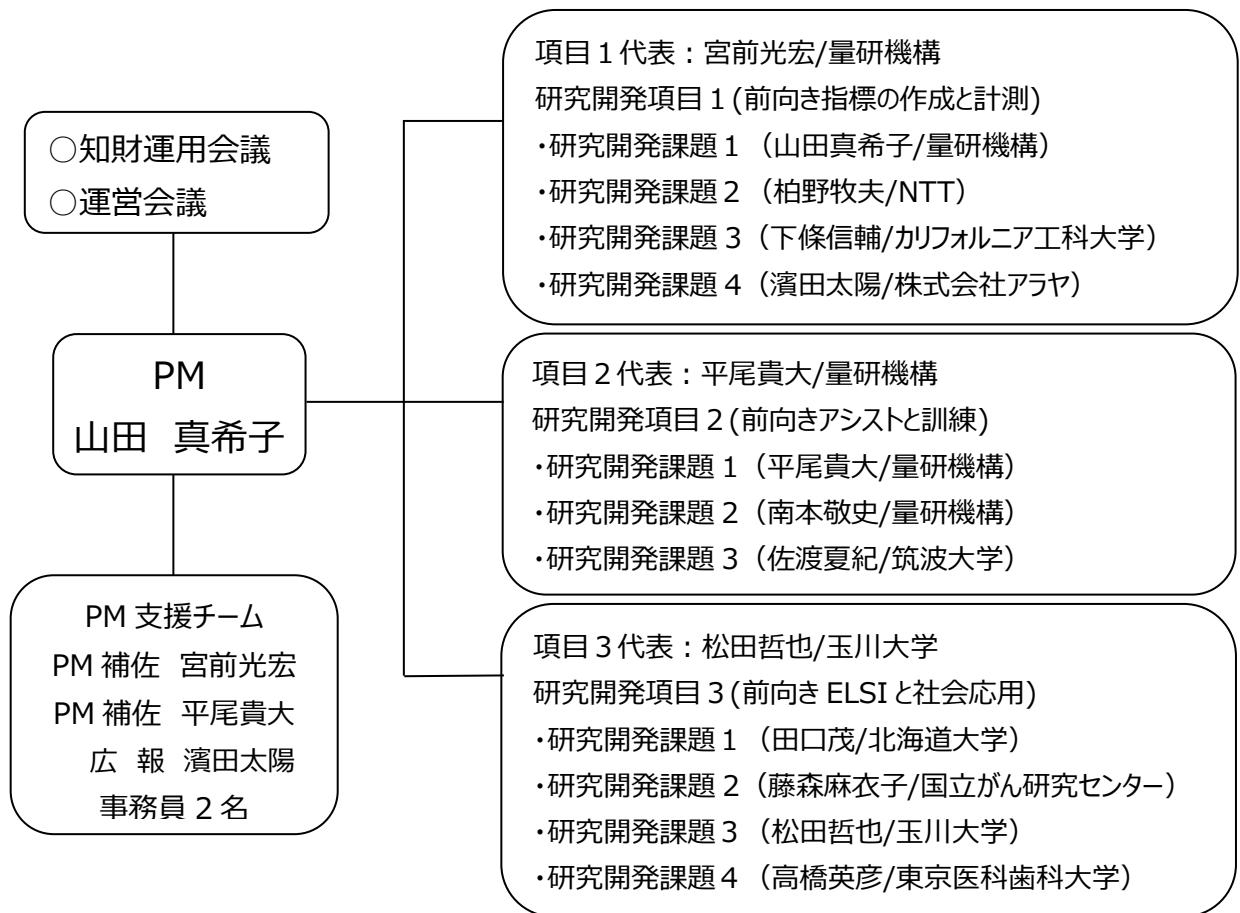 ○知財運用会議
○運営会議
PM
山田　真希子
PM 支援チーム
PM 補佐　宮前光宏
PM 補佐　平尾貴大
広　報　濱田太陽
事務員 2 名
項目１代表：宮前光宏/量研機構
研究開発項目１(前向き指標の作成と計測)
・研究開発課題１（山田真希子/量研機構）
・研究開発課題２（柏野牧夫/NTT）
・研究開発課題３（下條信輔/カリフォルニア工科大学）
・研究開発課題４（濱田太陽/株式会社アラヤ）
項目２代表：平尾貴大/量研機構
研究開発項目２(前向きアシストと訓練)
・研究開発課題１（平尾貴大/量研機構）
・研究開発課題２（南本敬史/量研機構）
・研究開発課題３（佐渡夏紀/筑波大学）
項目３代表：松田哲也/玉川大学
研究開発項目３(前向き ELSI と社会応用)
・研究開発課題１（田口茂/北海道大学）
・研究開発課題２（藤森麻衣子/国立がん研究センター）
・研究開発課題３（松田哲也/玉川大学）
・研究開発課題４（高橋英彦/東京医科歯科大学）